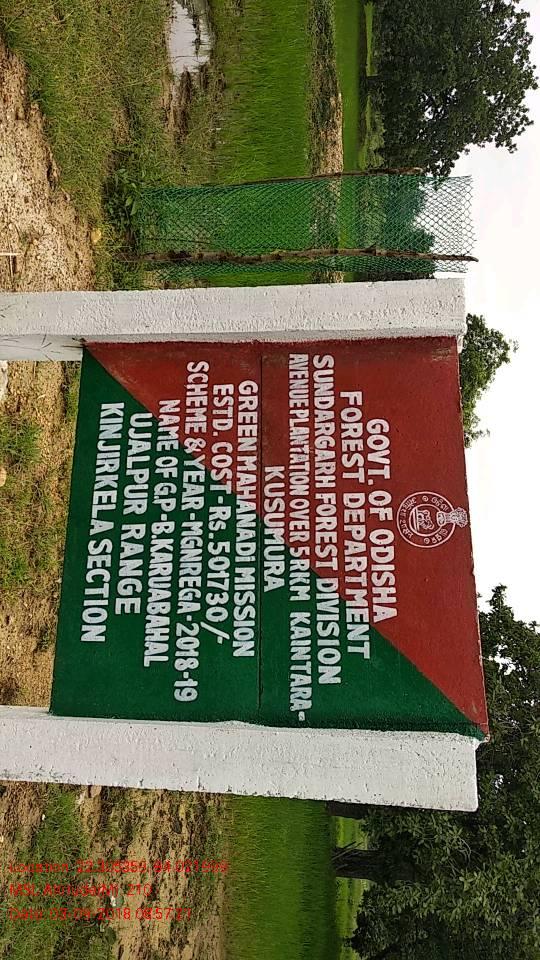 GOVT. OF ODISHA
FOREST DEPARTMENT
SUNDARGARH FOREST DIVISION
AVENUE PLANTATION OVER 5 RKM KANTARA-
KUSUMURA
GREEN MAHANADI MISSION
ESTD. COST - RS. 501730/-
SCHEME & YEAR - MGNREGA-2018-19
NAME OF G.P-B.KARUABAHAL
UJALPUR RANGE
KINJIRKELA SECTION
Date: 03-09-2018 08:57:21